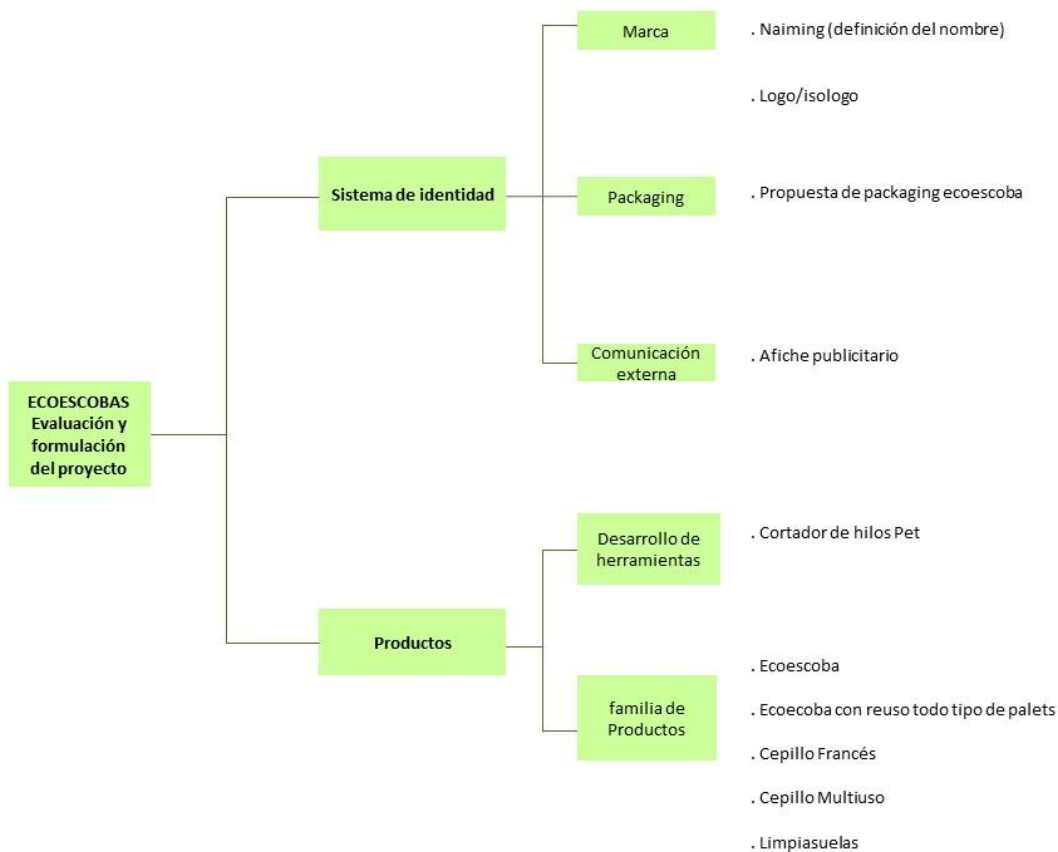 Marca
. Naiming (definición del nombre)
. Logo/isologo
Sistema de identidad
Packaging
. Propuesta de packaging ecoescoba
Comunicación
externa
. Afiche publicitario
ECOESCOBAS
Evaluación y
formulación
del proyecto
Desarrollo de
herramientas
. Cortador de hilos Pet
Productos
familia de
Productos
. Ecoescoba
. Ecoecoba con reuso todo tipo de palets
. Cepillo Francés
. Cepillo Multiuso
. Limpiasuelas